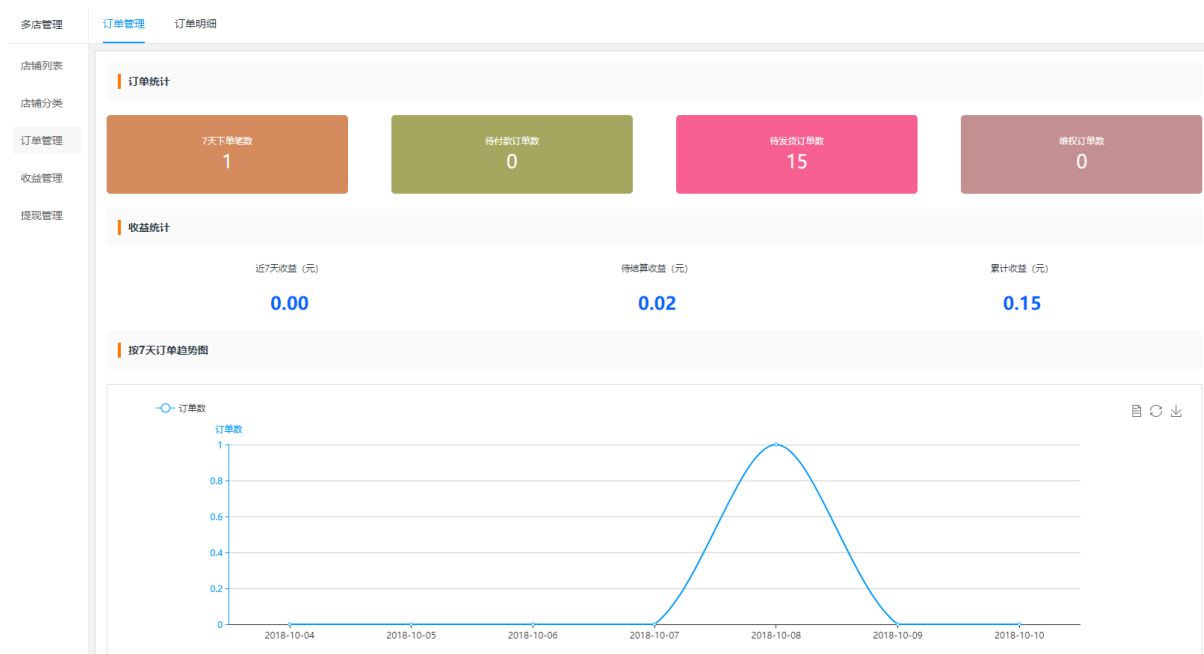 多店管理
订单管理 订单明细
店铺列表
店铺分类
订单管理
收益管理
提现管理
订单统计
7天下单笔数 待付款订单数 待发货订单数 维权订单数
1 0 15 0
收益统计
近7天收益（元） 待结算收益（元） 累计收益（元）
0.00 0.02 0.15
按7天订单趋势图
订单数
订单数
1
0.8
0.6
0.4
0.2
0
2018-10-04 2018-10-05 2018-10-06 2018-10-07 2018-10-08 2018-10-09 2018-10-10